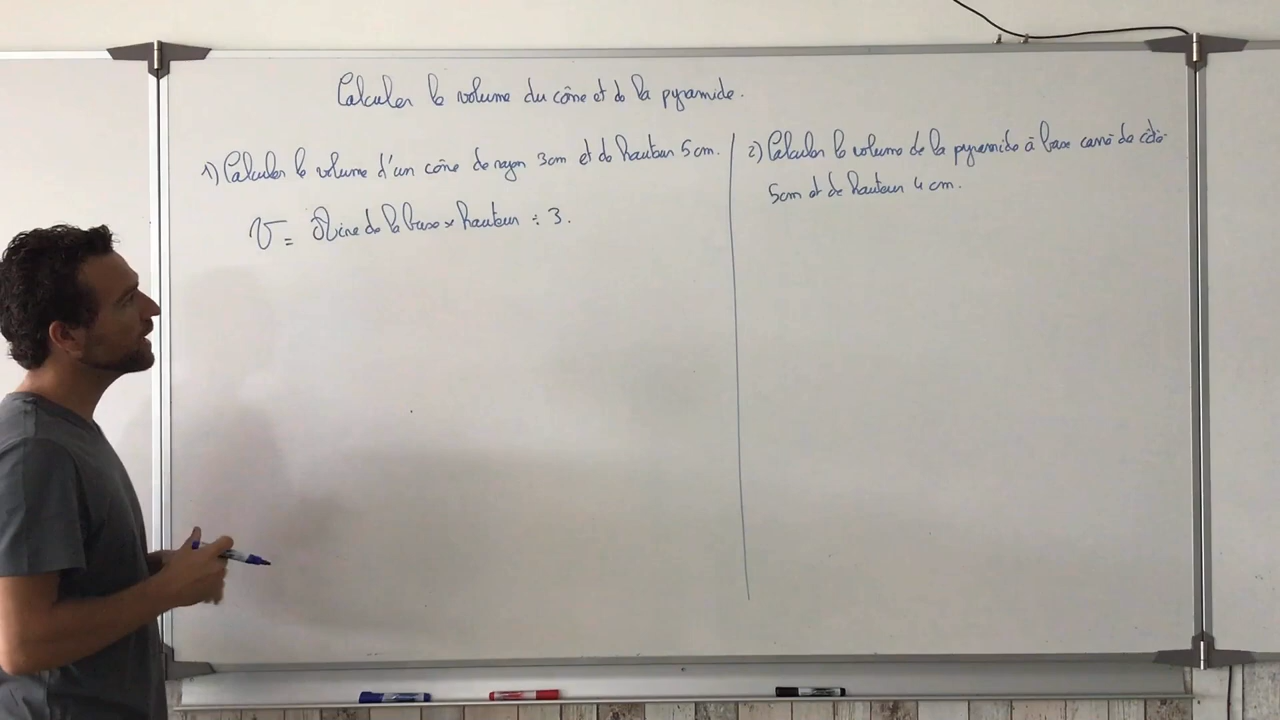 Calculer le volume du cône et de la pyramide.
1) Calculer le volume d'un cône de rayon 3cm et de hauteur 5cm.
V = Aire de la base × hauteur ÷ 3.
2) Calculer le volume de la pyramide à base carré de côté
5cm et de hauteur 4 cm.